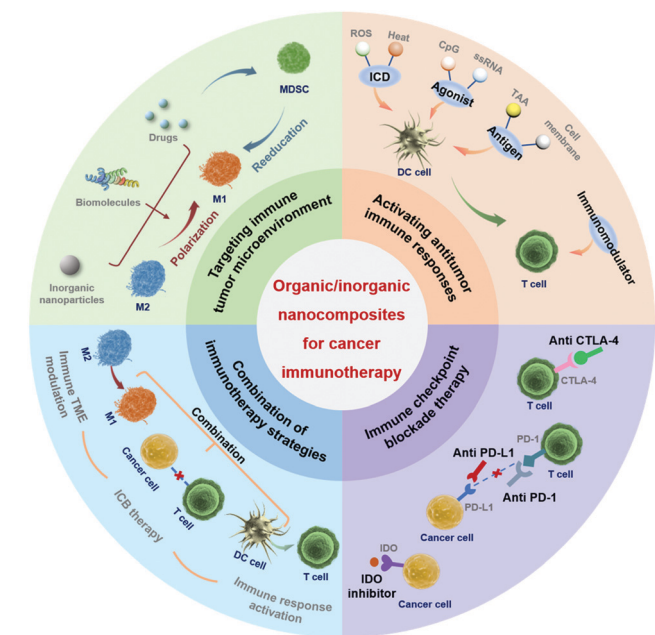 Organic/inorganic
nanocomposites
for cancer
immunotherapy
Targeting immune
tumor microenvironment
MDSC
Drugs
Reeducation
M1
Biomolecules
Polarization
Inorganic
nanoparticles
M2
Activating antitumor
immune responses
ROS
Heat
ICD
CpG
ssRNA
Agonist
TAA
Cell
membrane
Antigen
DC cell
Immunomodulator
T cell
Immune checkpoint
blockade therapy
Anti CTLA-4
CTLA-4
T cell
PD-1
Anti PD-L1
T cell
Anti PD-1
PD-L1
Cancer cell
IDO
IDO
inhibitor
Cancer cell
Combination of
immunotherapy strategies
M2
Immune TME
modulation
M1
Combination
Cancer cell
T cell
ICB therapy
DC cell
T cell
Immune response
activation